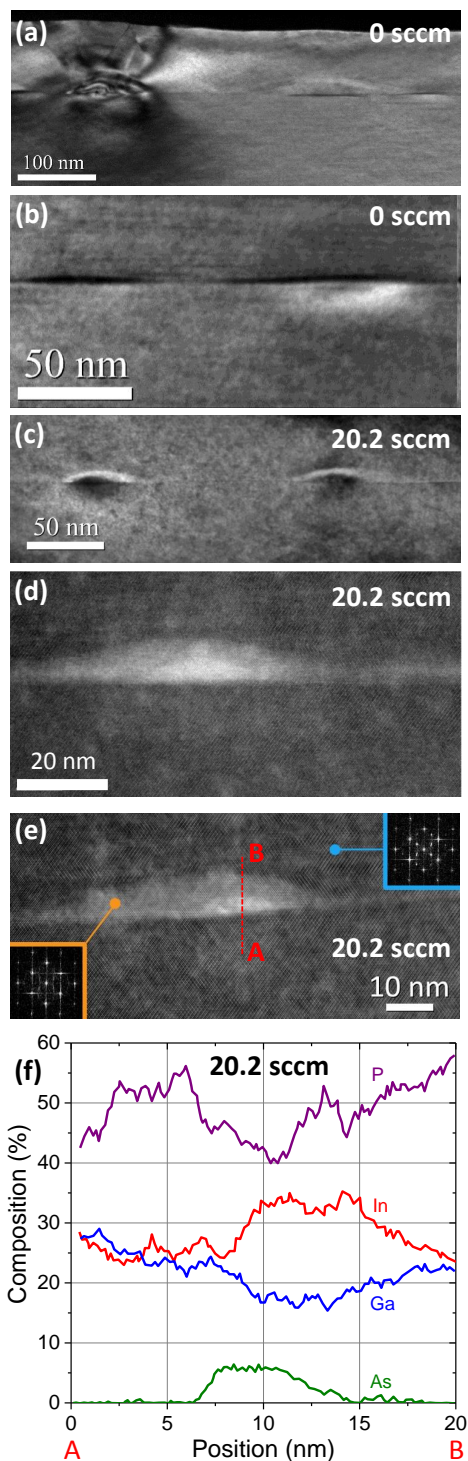 (a)
0 sccm
100 nm
(b)
0 sccm
50 nm
(c)
20.2 sccm
50 nm
(d)
20.2 sccm
20 nm
(e)
B
A
20.2 sccm
10 nm
(f)
20.2 sccm
P
In
Ga
As
Composition (%)
60
50
40
30
20
10
0
0 5 10 15 20
A Position (nm) B